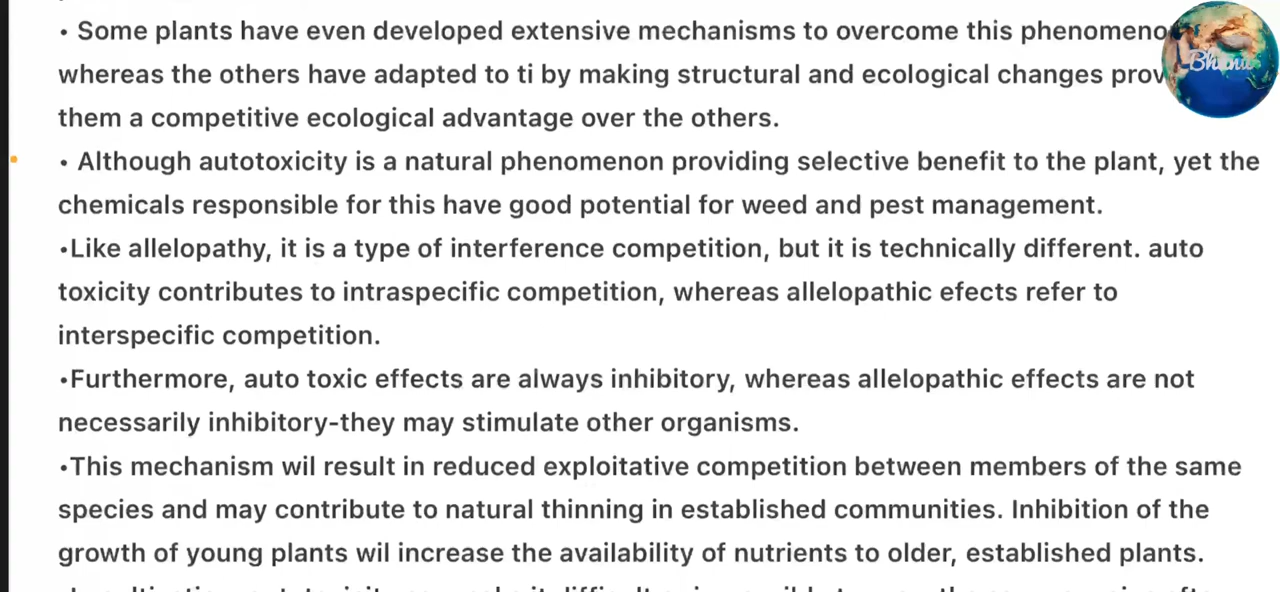 • Some plants have even developed extensive mechanisms to overcome this
whereas the others have adapted to ti by making structural and ecological changes
them a competitive ecological advantage over the others.
• Although autotoxicity is a natural phenomenon providing selective benefit to the plant, yet the
chemicals responsible for this have good potential for weed and pest management.
•Like allelopathy, it is a type of interference competition, but it is technically different. auto
toxicity contributes to intraspecific competition, whereas allelopathic efects refer to
interspecific competition.
•Furthermore, auto toxic effects are always inhibitory, whereas allelopathic effects are not
necessarily inhibitory-they may stimulate other organisms.
•This mechanism wil result in reduced exploitative competition between members of the same
species and may contribute to natural thinning in established communities. Inhibition of the
growth of young plants wil increase the availability of nutrients to older, established plants.